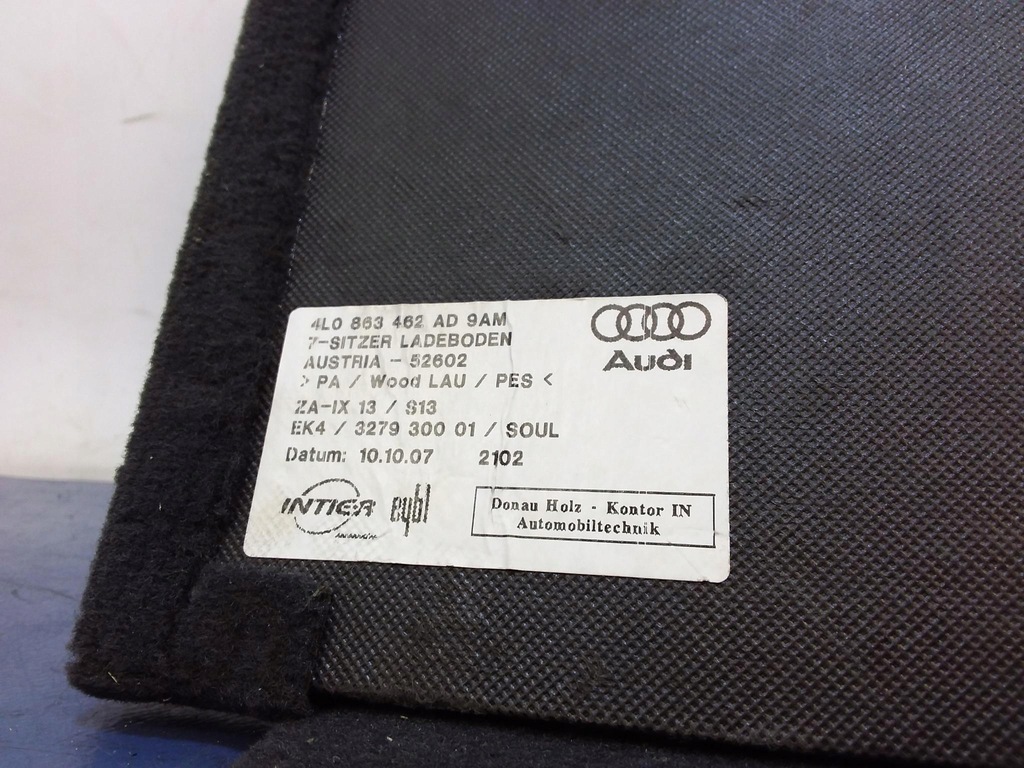 4L0 863 462 AD 9AM
7-SITZER LADEBODEN
AUSTRIA - 52602
> PA / Wood LAU / PES <
ZA-IX 13 / S13
EK4 / 3279 300 01 / SOUL
Datum: 10.10.07 2102
Audi
INTIER
eybl
Donau Holz - Kontor IN
Automobiltechnik